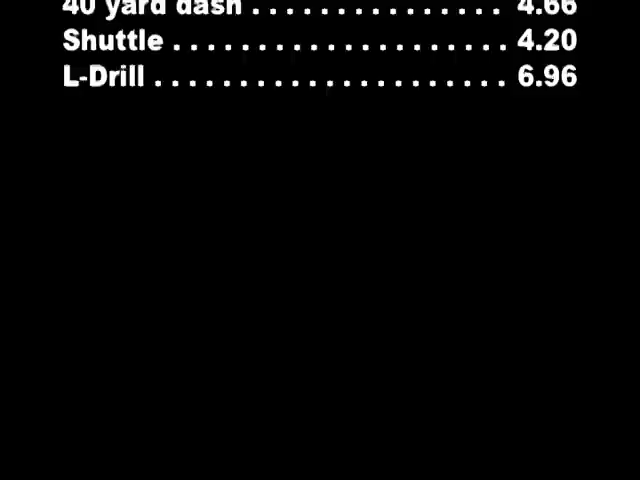 40 yard dash . . . . . . . . . . . . . . . 4.66
Shuttle . . . . . . . . . . . . . . . . . . . . 4.20
L-Drill . . . . . . . . . . . . . . . . . . . . . 6.96